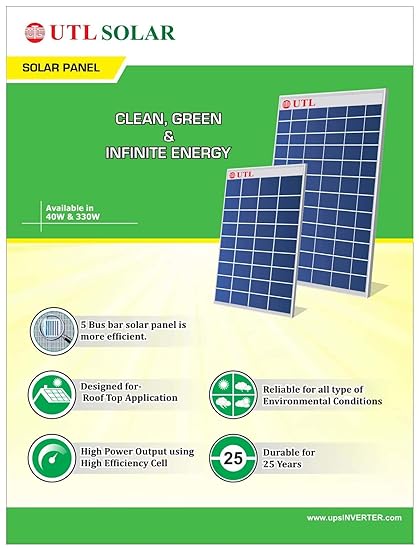 UTL SOLAR
SOLAR PANEL
CLEAN, GREEN
&
INFINITE ENERGY
UTL
UTL
Available in
40W & 330W
5 Bus bar solar panel is
more efficient.
Designed for-
Roof Top Application
Reliable for all type of
Environmental Conditions
High Power Output using
High Efficiency Cell
25
Durable for
25 Years
www.upsINVERTER.com